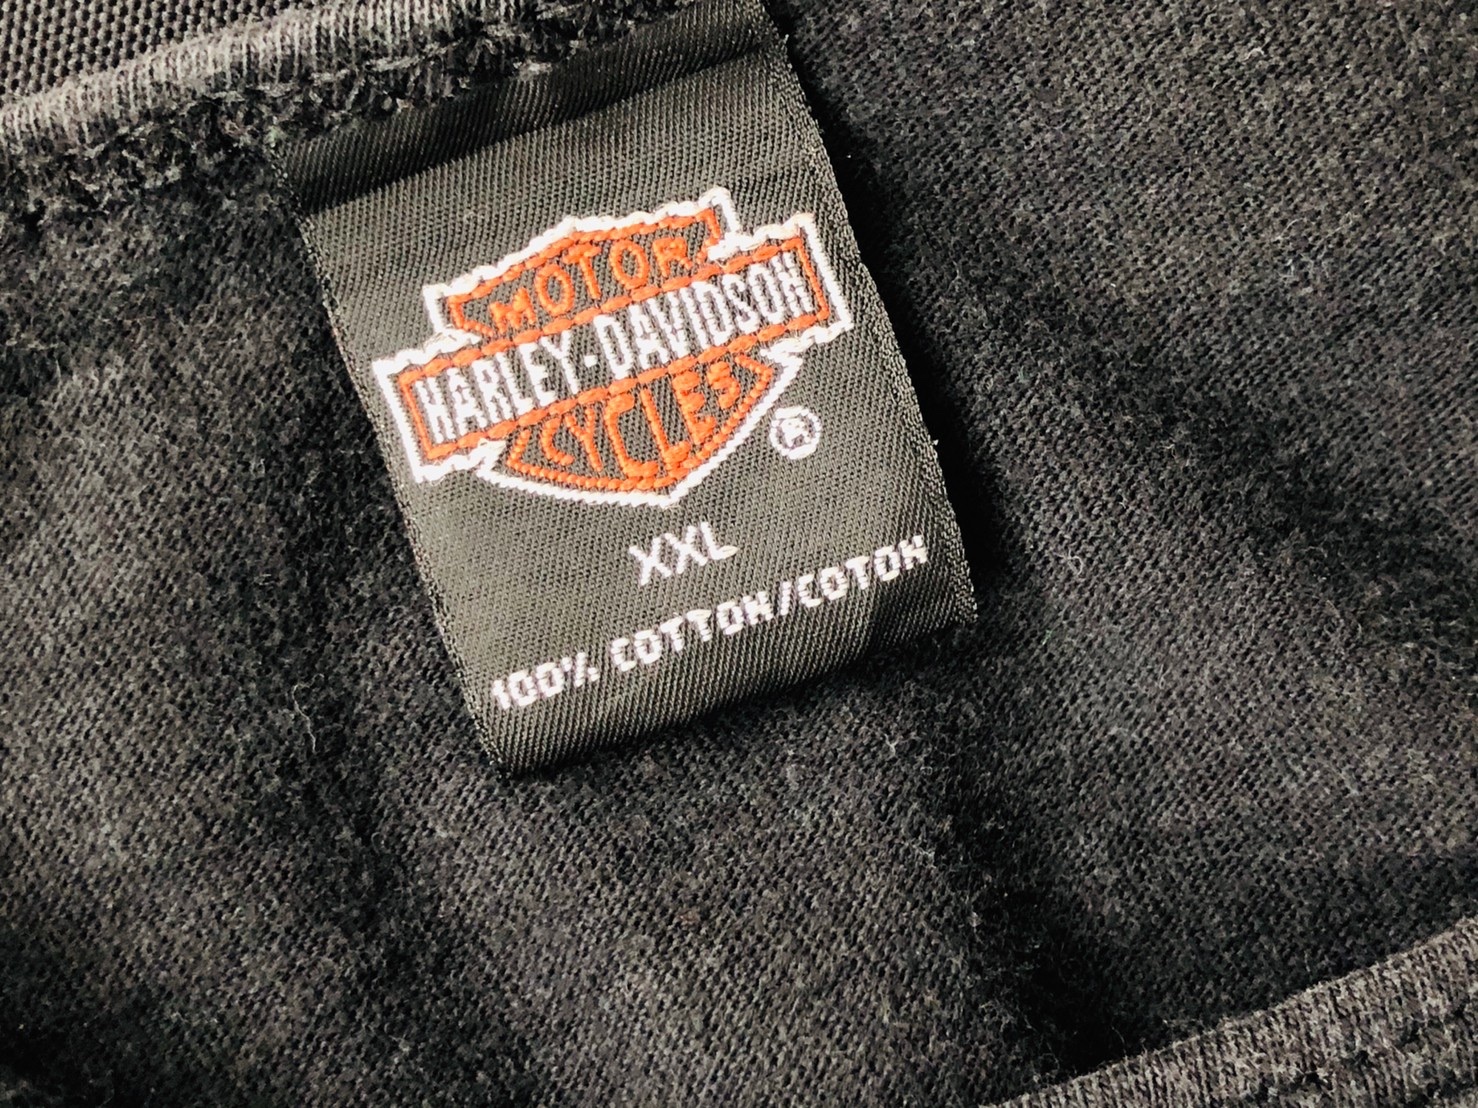 MOTOR
HARLEY-DAVIDSON
CYCLES
®
XXL
100% COTTON/COTON